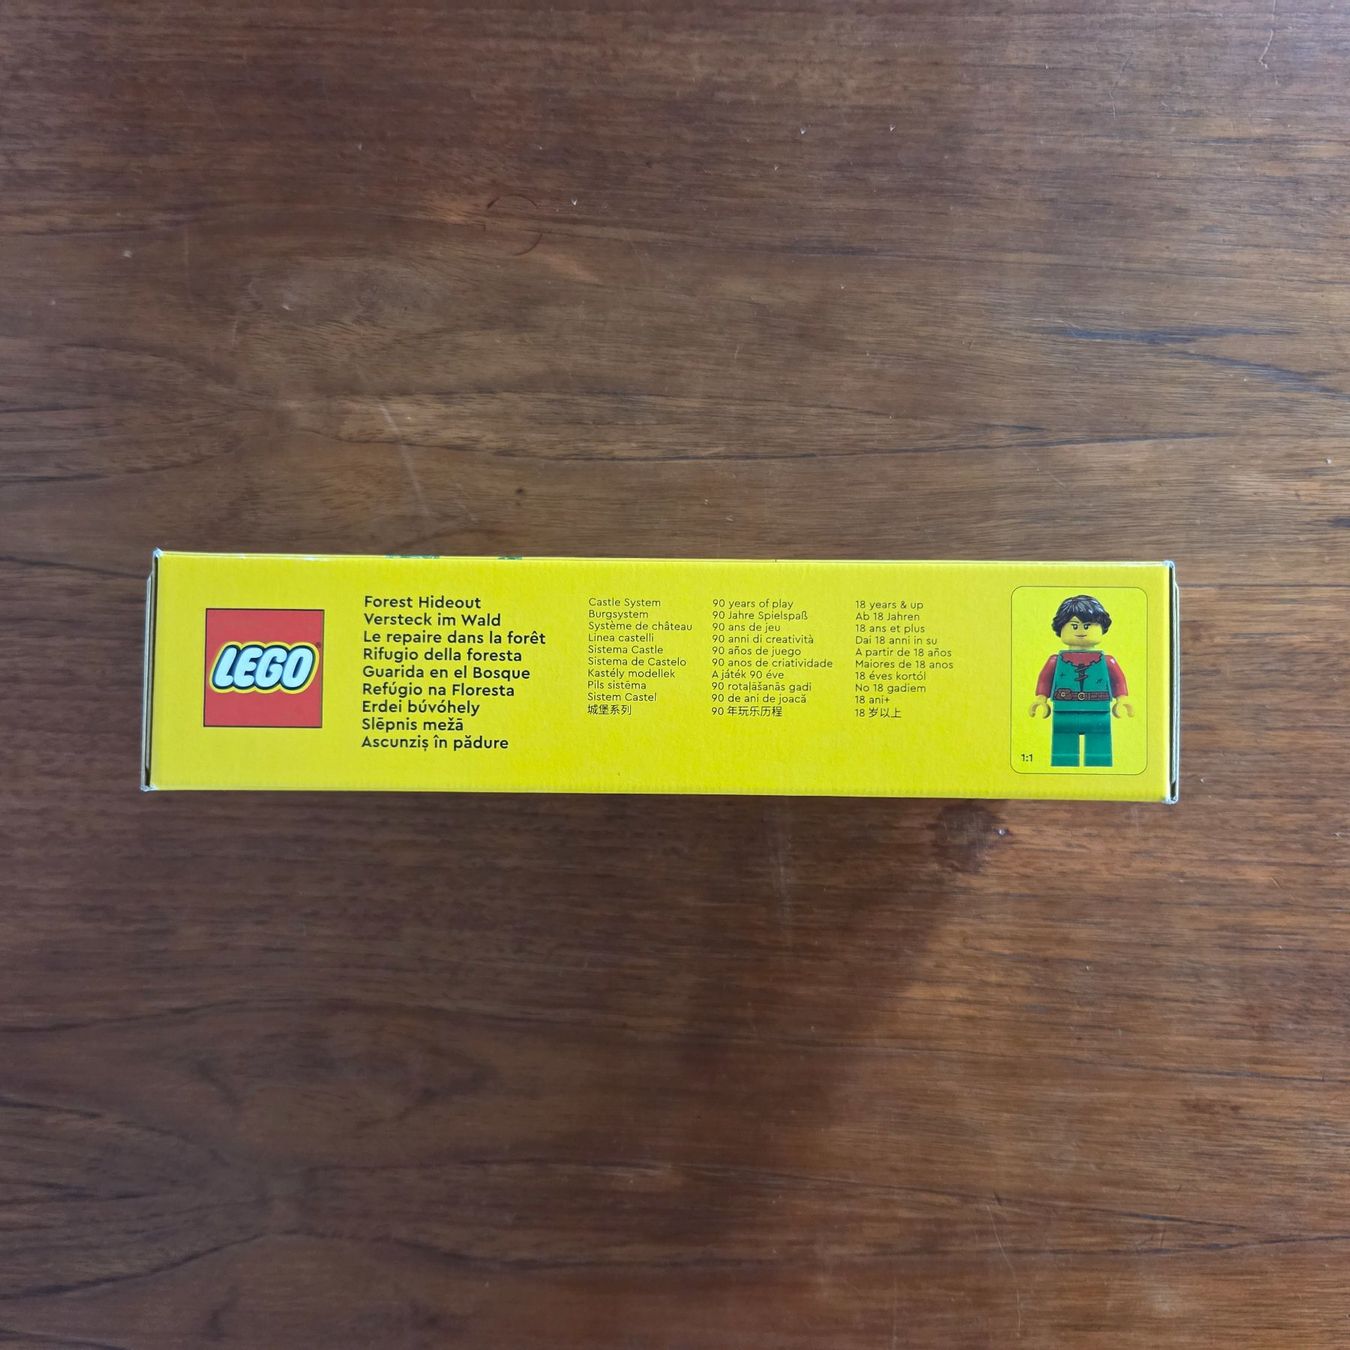 LEGO
Forest Hideout
Versteck im Wald
Le repaire dans la forêt
Rifugio della foresta
Guarida en el Bosque
Refúgio na Floresta
Erdei búvóhely
Slēpnis mežā
Ascunziș în pădure
Castle System
Burgsystem
Système de château
Linea castelli
Sistema Castle
Sistema de Castelo
Kastély modellek
Pils sistēma
Sistem Castel
城堡系列
90 years of play
90 Jahre Spielspaß
90 ans de jeu
90 anni di creatività
90 años de juego
90 anos de criatividade
A játék 90 éve
90 rotaļāšanās gadi
90 de ani de joacă
90 年玩乐历程
18 years & up
Ab 18 Jahren
18 ans et plus
Dai 18 anni in su
A partir de 18 años
Maiores de 18 anos
18 éves kortól
No 18 gadiem
18 ani+
18 岁以上
1:1